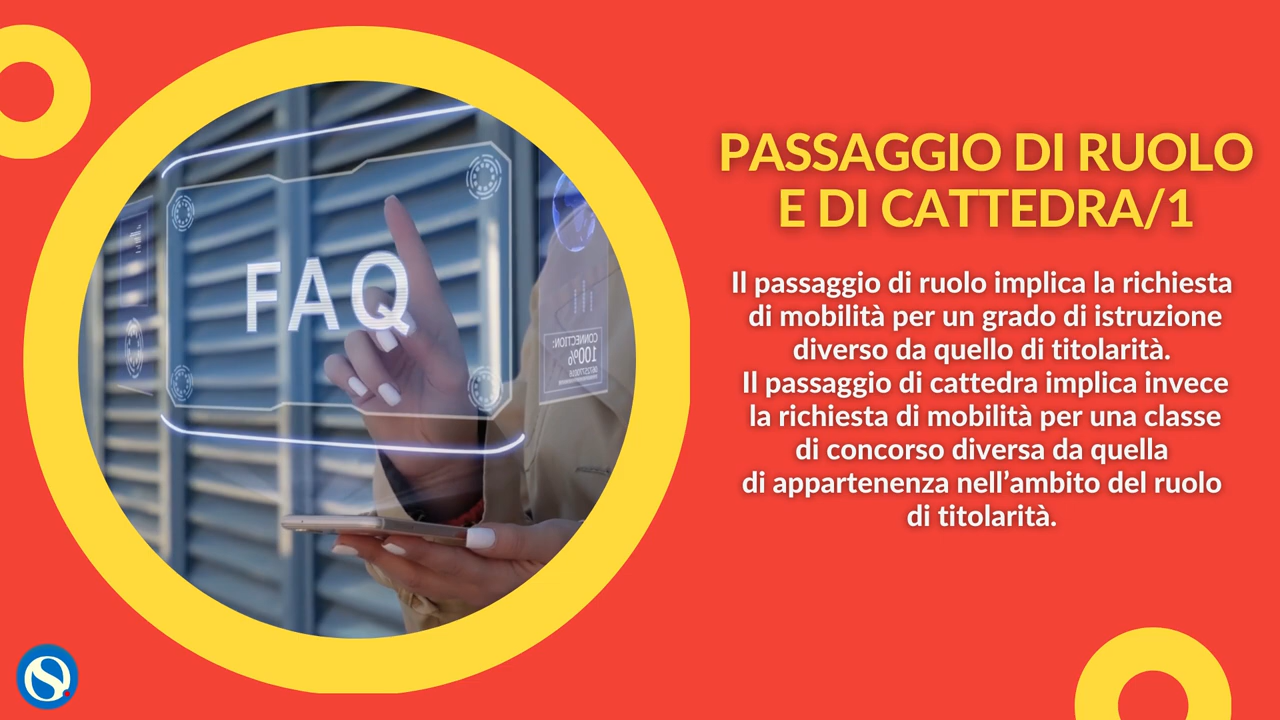 PASSAGGIO DI RUOLO
E DI CATTEDRA/1
Il passaggio di ruolo implica la richiesta
di mobilità per un grado di istruzione
diverso da quello di titolarità.
Il passaggio di cattedra implica invece
la richiesta di mobilità per una classe
di concorso diversa da quella
di appartenenza nell’ambito del ruolo
di titolarità.
FAQ
CONNECTION:
100%
S